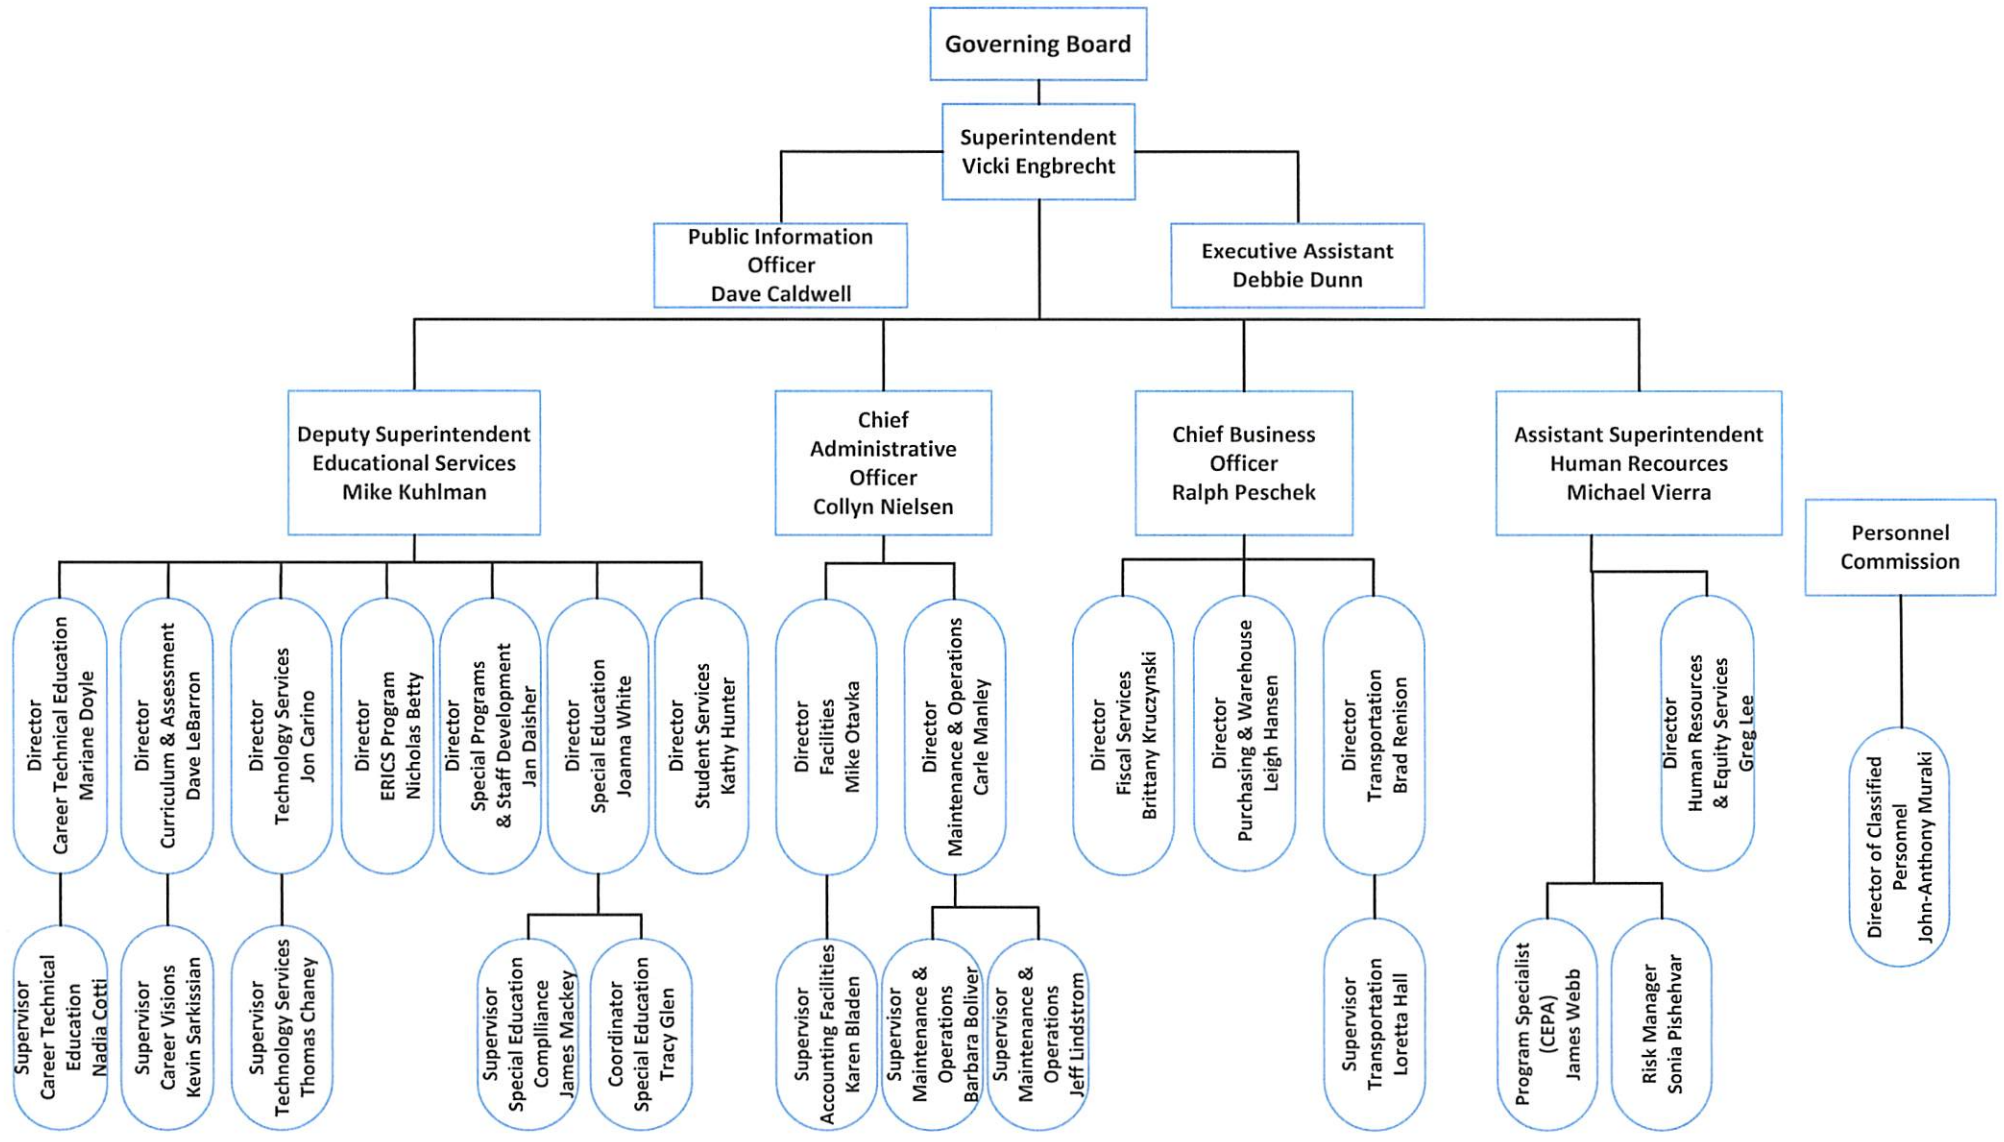 Governing Board
Superintendent
Vicki Engbrecht
Public Information
Officer
Dave Caldwell
Executive Assistant
Debbie Dunn
Deputy Superintendent
Educational Services
Mike Kuhlman
Chief
Administrative
Officer
Collyn Nielsen
Chief Business
Officer
Ralph Peschek
Assistant Superintendent
Human Recources
Michael Vierra
Personnel
Commission
Director
Career Technical Education
Mariane Doyle
Director
Curriculum & Assessment
Dave LeBarron
Director
Technology Services
Jon Carino
Director
ERICS Program
Nicholas Betty
Director
Special Programs
& Staff Development
Jan Daisher
Director
Special Education
Joanna White
Director
Student Services
Kathy Hunter
Director
Facilities
Mike Otavka
Director
Maintenance & Operations
Carle Manley
Director
Fiscal Services
Brittany Kruczynski
Director
Purchasing & Warehouse
Leigh Hansen
Director
Transportation
Brad Renison
Director
Human Resources
& Equity Services
Greg Lee
Director of Classified
Personnel
John-Anthony Muraki
Supervisor
Career Technical
Education
Nadia Cotti
Supervisor
Career Visions
Kevin Sarkissian
Supervisor
Technology Services
Thomas Chaney
Supervisor
Special Education
Complliance
James Mackey
Coordinator
Special Education
Tracy Glen
Supervisor
Accounting Facilities
Karen Bladen
Supervisor
Maintenance &
Operations
Barbara Boliver
Supervisor
Maintenance &
Operations
Jeff Lindstrom
Supervisor
Transportation
Loretta Hall
Program Specialist
(CEPA)
James Webb
Risk Manager
Sonia Pishehvar